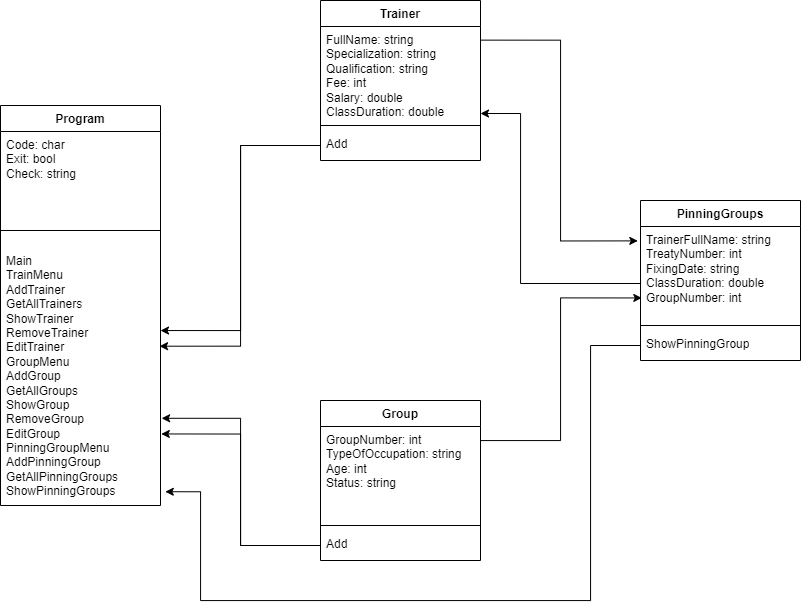 Trainer
FullName: string
Specialization: string
Qualification: string
Fee: int
Salary: double
ClassDuration: double
Add
Program
Code: char
Exit: bool
Check: string
Main
TrainMenu
AddTrainer
GetAllTrainers
ShowTrainer
RemoveTrainer
EditTrainer
GroupMenu
AddGroup
GetAllGroups
ShowGroup
RemoveGroup
EditGroup
PinningGroupMenu
AddPinningGroup
GetAllPinningGroups
ShowPinningGroups
PinningGroups
TrainerFullName: string
TreatyNumber: int
FixingDate: string
ClassDuration: double
GroupNumber: int
ShowPinningGroup
Group
GroupNumber: int
TypeOfOccupation: string
Age: int
Status: string
Add